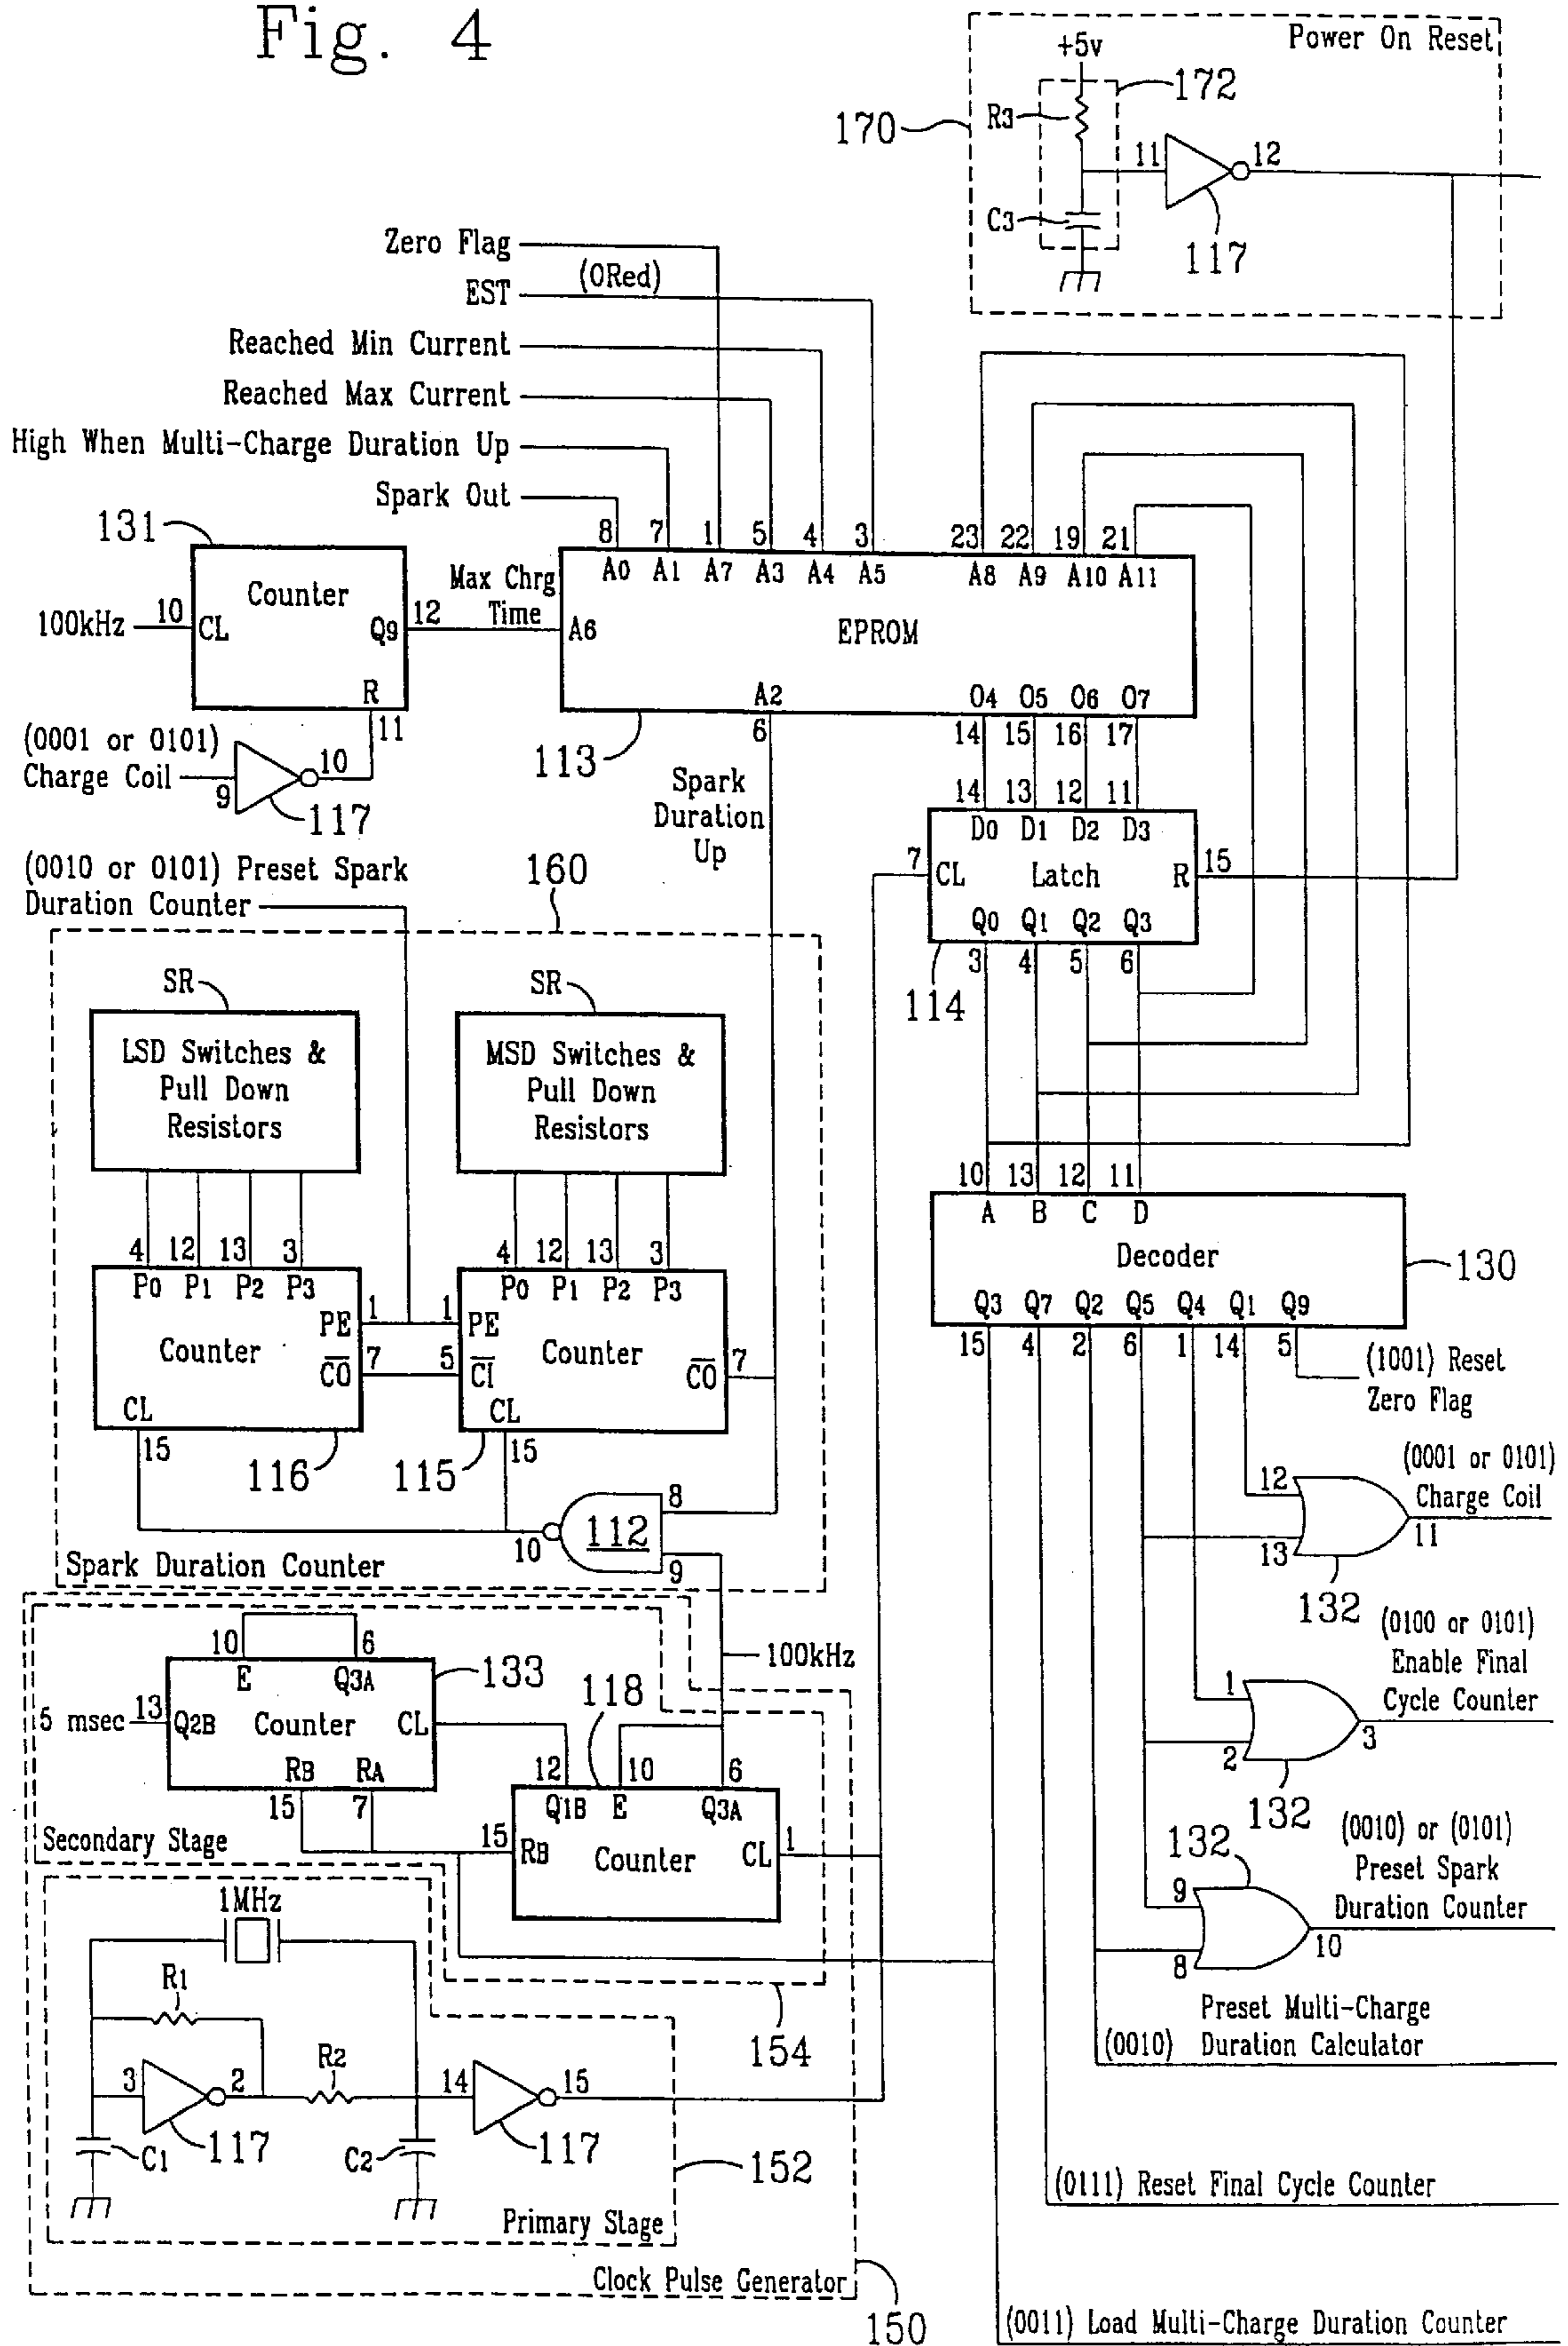 Fig. 4
Power On Reset
+5v
172
170
R3
11
12
C3
117
Zero Flag
(ORed)
EST
Reached Min Current
Reached Max Current
High When Multi-Charge Duration Up
Spark Out
131
8 7 1 5 4 3 23 22 19 21
A0 A1 A7 A3 A4 A5 A8 A9 A10 A11
Counter
Max Chrg
Time
100kHz
10
CL
Q9
12
A6
EPROM
R
11
A2
O4 O5 O6 O7
6
14 15 16 17
113
(0001 or 0101)
Charge Coil
9
10
117
Spark
Duration
Up
14 13 12 11
D0 D1 D2 D3
7
CL
Latch
R
15
Q0 Q1 Q2 Q3
3 4 5 6
114
(0010 or 0101) Preset Spark
Duration Counter
160
SR
SR
LSD Switches &
Pull Down
Resistors
MSD Switches &
Pull Down
Resistors
10 13 12 11
A B C D
Decoder
130
Q3 Q7 Q2 Q5 Q4 Q1 Q9
15 4 2 6 1 14 5
4 12 13 3
P0 P1 P2 P3
4 12 13 3
P0 P1 P2 P3
PE
1
1
PE
Counter
CO
7
5
CI
Counter
CO
7
CL
15
CL
15
116
115
(1001) Reset
Zero Flag
8
112
10
9
Spark Duration Counter
(0001 or 0101)
Charge Coil
12
13
11
132
(0100 or 0101)
Enable Final
Cycle Counter
1
2
3
132
10
6
E
Q3A
133
100kHz
118
5 msec
13
Q2B
Counter
CL
RB RA
15 7
12 10 6
Q1B E Q3A
Secondary Stage
15
RB
Counter
CL
1
(0010) or (0101)
Preset Spark
Duration Counter
132
9
8
10
1MHz
R1
154
Preset Multi-Charge
(0010) Duration Calculator
3
2
R2
14
15
117
117
C1
C2
152
Primary Stage
(0111) Reset Final Cycle Counter
Clock Pulse Generator
150
(0011) Load Multi-Charge Duration Counter